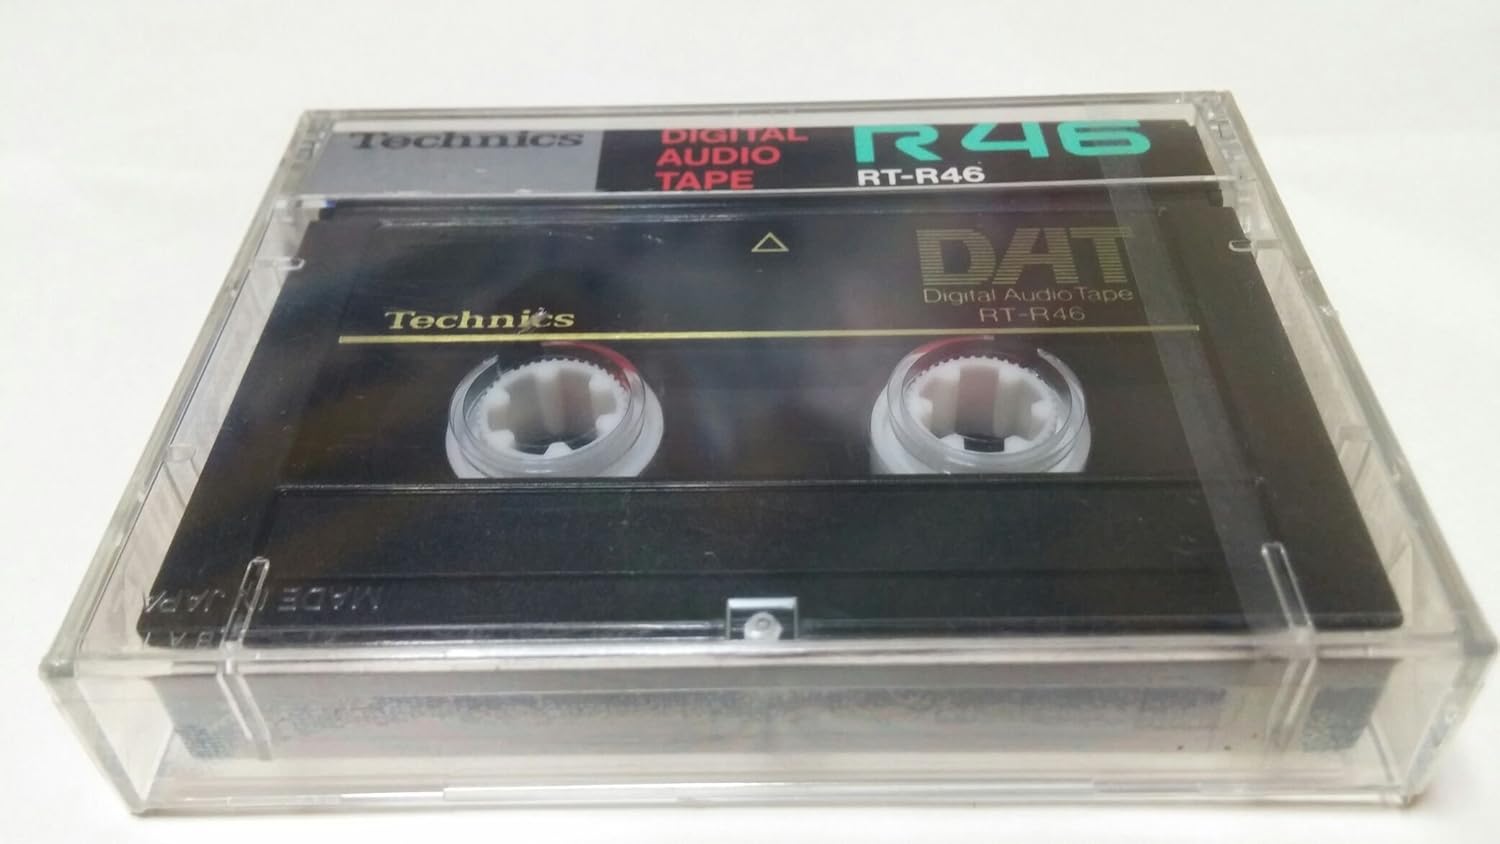 Technics
DIGITAL
AUDIO
TAPE
R46
RT-R46
DAT
Digital Audio Tape
RT-R46
Technics
MADE IN JAPAN